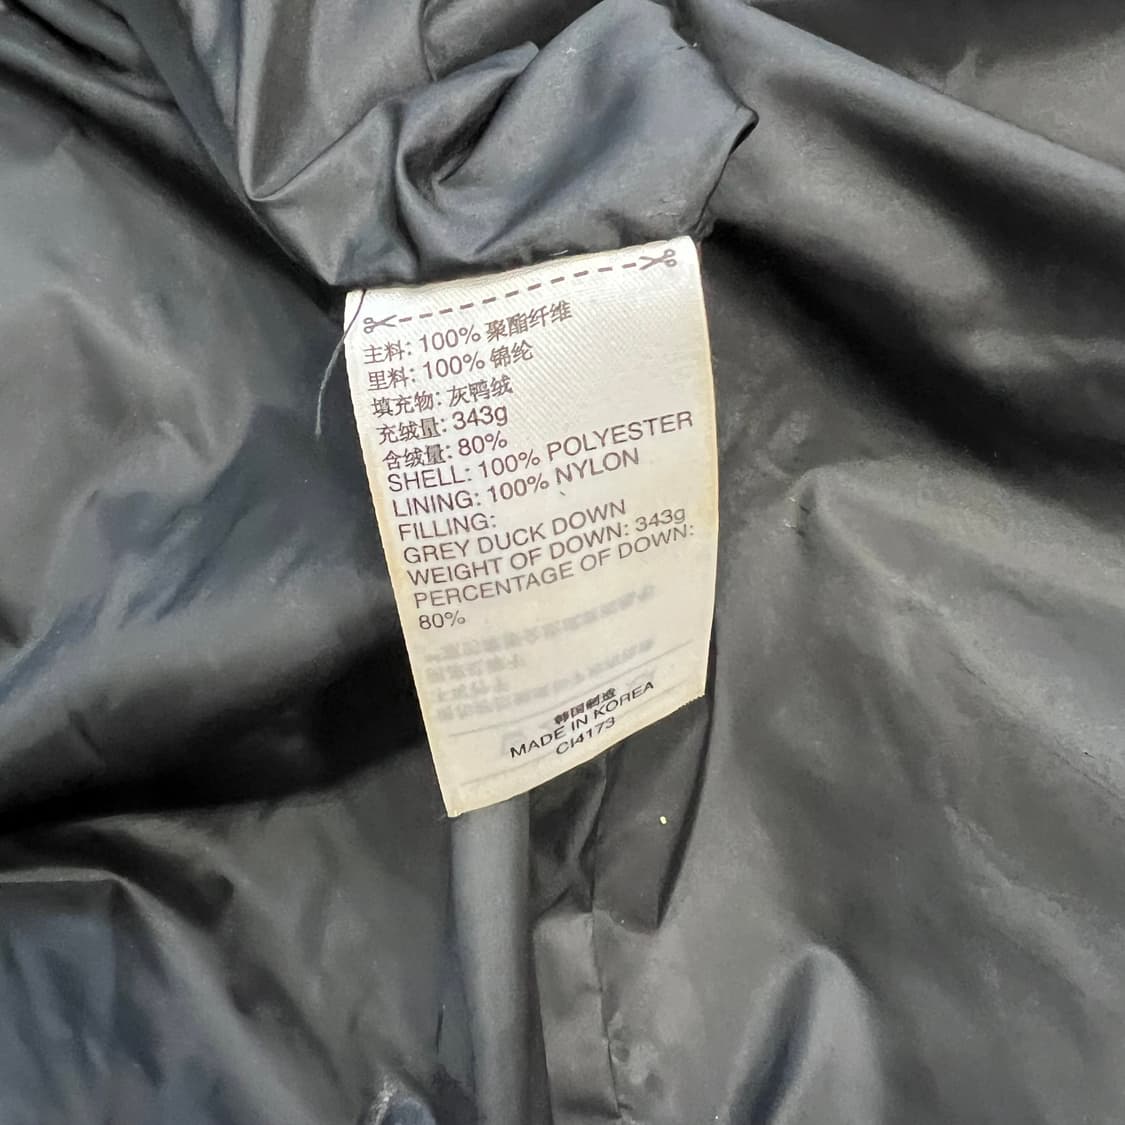 主料: 100% 聚酯纤维
里料: 100% 锦纶
填充物: 灰鸭绒
充绒量: 343g
含绒量: 80%
SHELL: 100% POLYESTER
LINING: 100% NYLON
FILLING:
GREY DUCK DOWN
WEIGHT OF DOWN: 343g
PERCENTAGE OF DOWN:
80%
韩国制造
MADE IN KOREA
CI4173